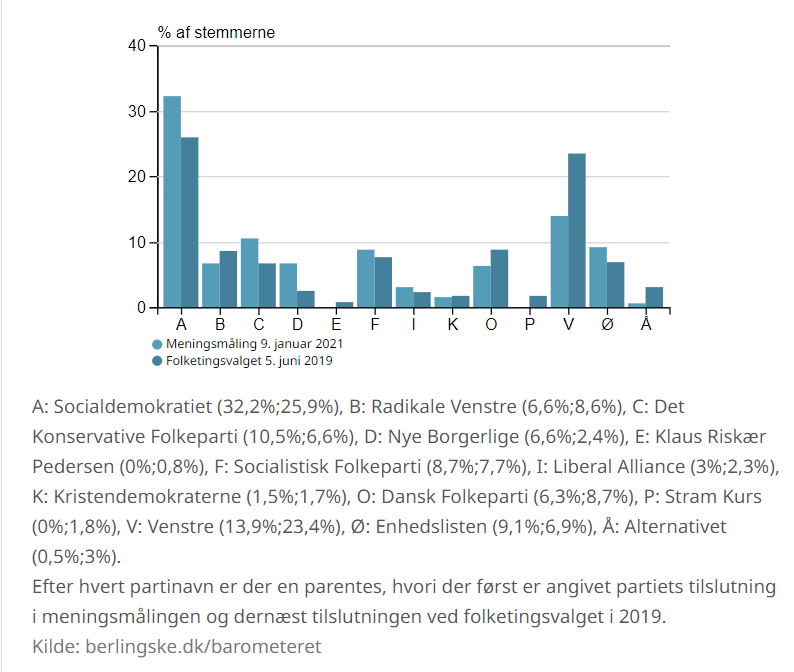 % af stemmerne
40
30
20
10
0
A B C D E F I K O P V Ø Å
Meningsmåling 9. januar 2021
Folketingsvalget 5. juni 2019
A: Socialdemokratiet (32,2%;25,9%), B: Radikale Venstre (6,6%;8,6%), C: Det
Konservative Folkeparti (10,5%;6,6%), D: Nye Borgerlige (6,6%;2,4%), E: Klaus Riskær
Pedersen (0%;0,8%), F: Socialistisk Folkeparti (8,7%;7,7%), I: Liberal Alliance (3%;2,3%),
K: Kristendemokraterne (1,5%;1,7%), O: Dansk Folkeparti (6,3%;8,7%), P: Stram Kurs
(0%;1,8%), V: Venstre (13,9%;23,4%), Ø: Enhedslisten (9,1%;6,9%), Å: Alternativet
(0,5%;3%).
Efter hvert partinavn er der en parentes, hvori der først er angivet partiets tilslutning
i meningsmålingen og dernæst tilslutningen ved folketingsvalget i 2019.
Kilde: berlingske.dk/barometeret